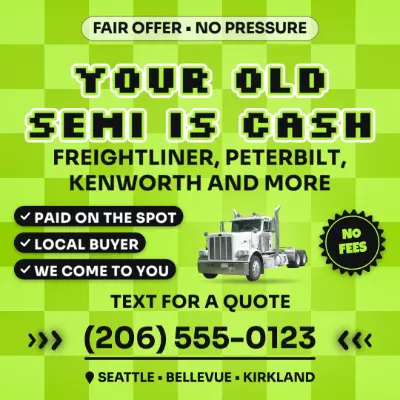 FAIR OFFER • NO PRESSURE
YOUR OLD
SEMI IS CASH
FREIGHTLINER, PETERBILT,
KENWORTH AND MORE
✓ PAID ON THE SPOT
✓ LOCAL BUYER
✓ WE COME TO YOU
NO
FEES
TEXT FOR A QUOTE
(206) 555-0123
SEATTLE • BELLEVUE • KIRKLAND